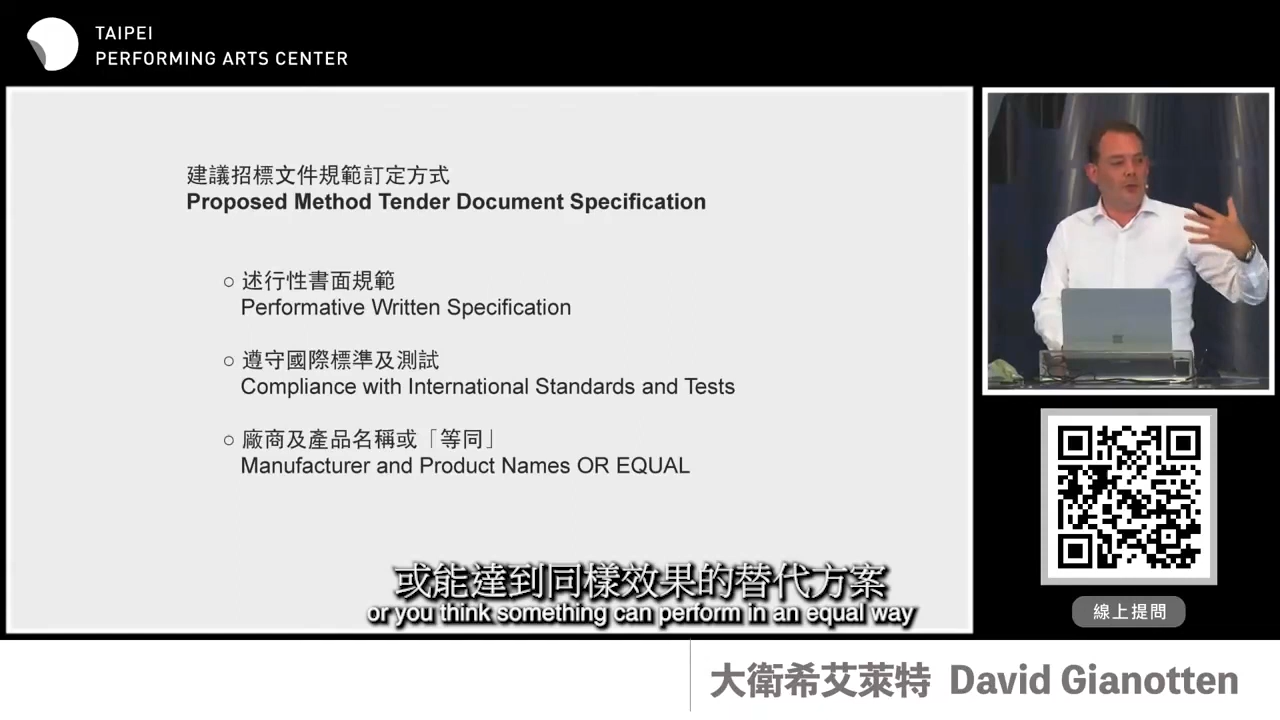 TAIPEI
PERFORMING ARTS CENTER
建議招標文件規範訂定方式
Proposed Method Tender Document Specification
○ 述行性書面規範
Performative Written Specification
○ 遵守國際標準及測試
Compliance with International Standards and Tests
○ 廠商及產品名稱或「等同」
Manufacturer and Product Names OR EQUAL
或能達到同樣效果的替代方案
or you think something can perform in an equal way
線上提問
大衛希艾萊特 David Gianotten